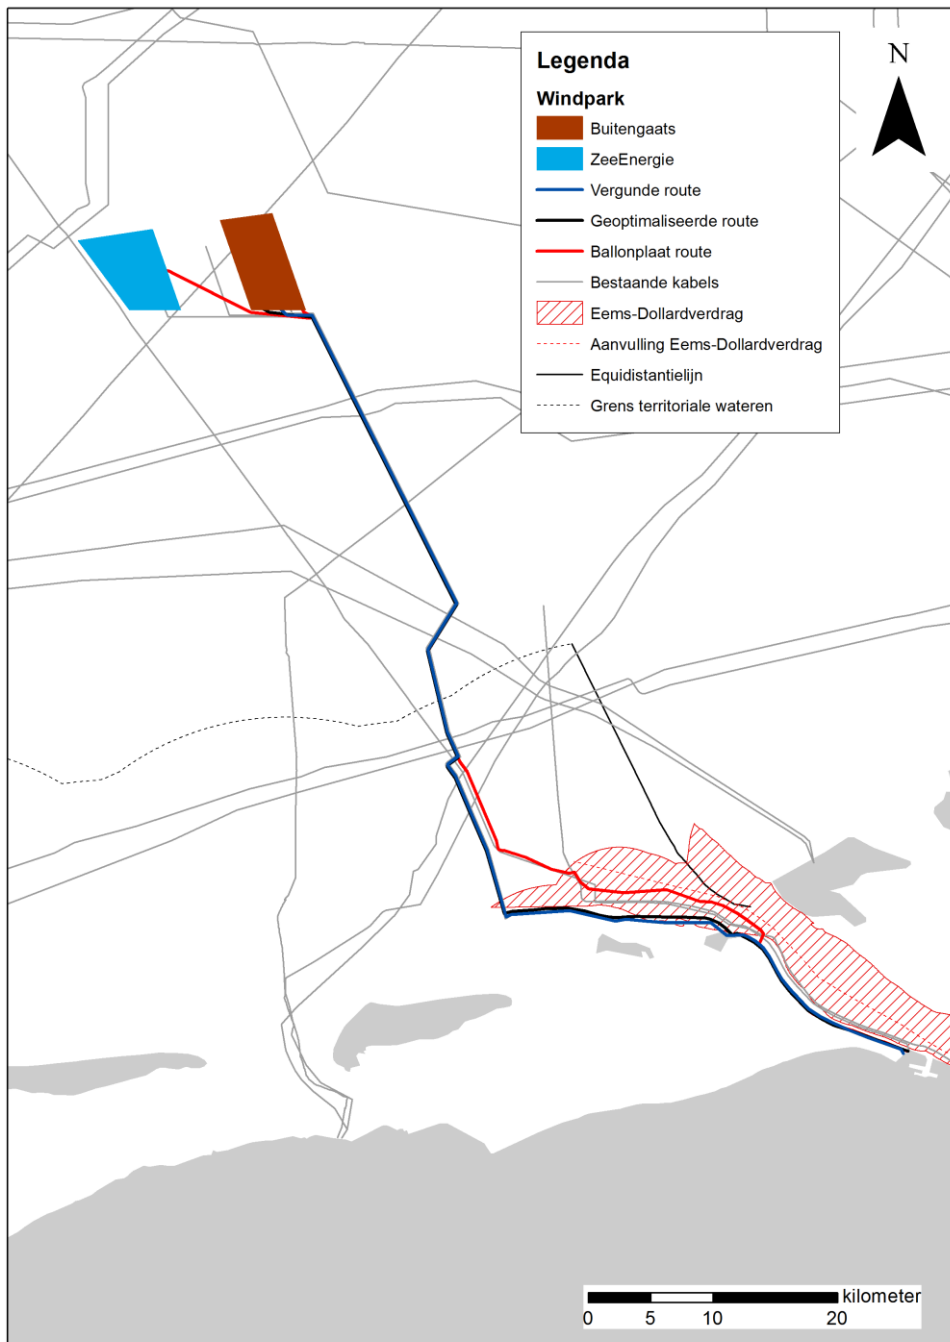 Legenda
N
Windpark
Buitengaats
ZeeEnergie
Vergunde route
Geoptimaliseerde route
Ballonplaat route
Bestaande kabels
Eems-Dollardverdrag
Aanvulling Eems-Dollardverdrag
Equidistantielijn
Grens territoriale wateren
kilometer
0 5 10 20